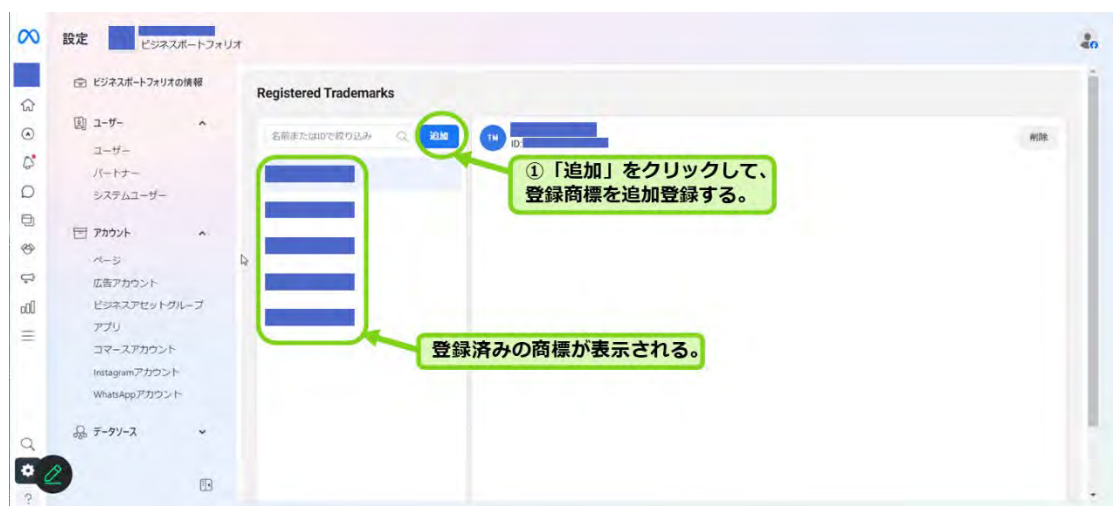 設定
ビジネスポートフォリオ
ビジネスポートフォリオの情報
ユーザー
ユーザー
パートナー
システムユーザー
アカウント
ページ
広告アカウント
ビジネスアセットグループ
アプリ
コマースアカウント
Instagramアカウント
WhatsAppアカウント
データソース
Registered Trademarks
名前またはIDで絞り込み
追加
TM
ID:
削除
①「追加」をクリックして、
登録商標を追加登録する。
登録済みの商標が表示される。
?